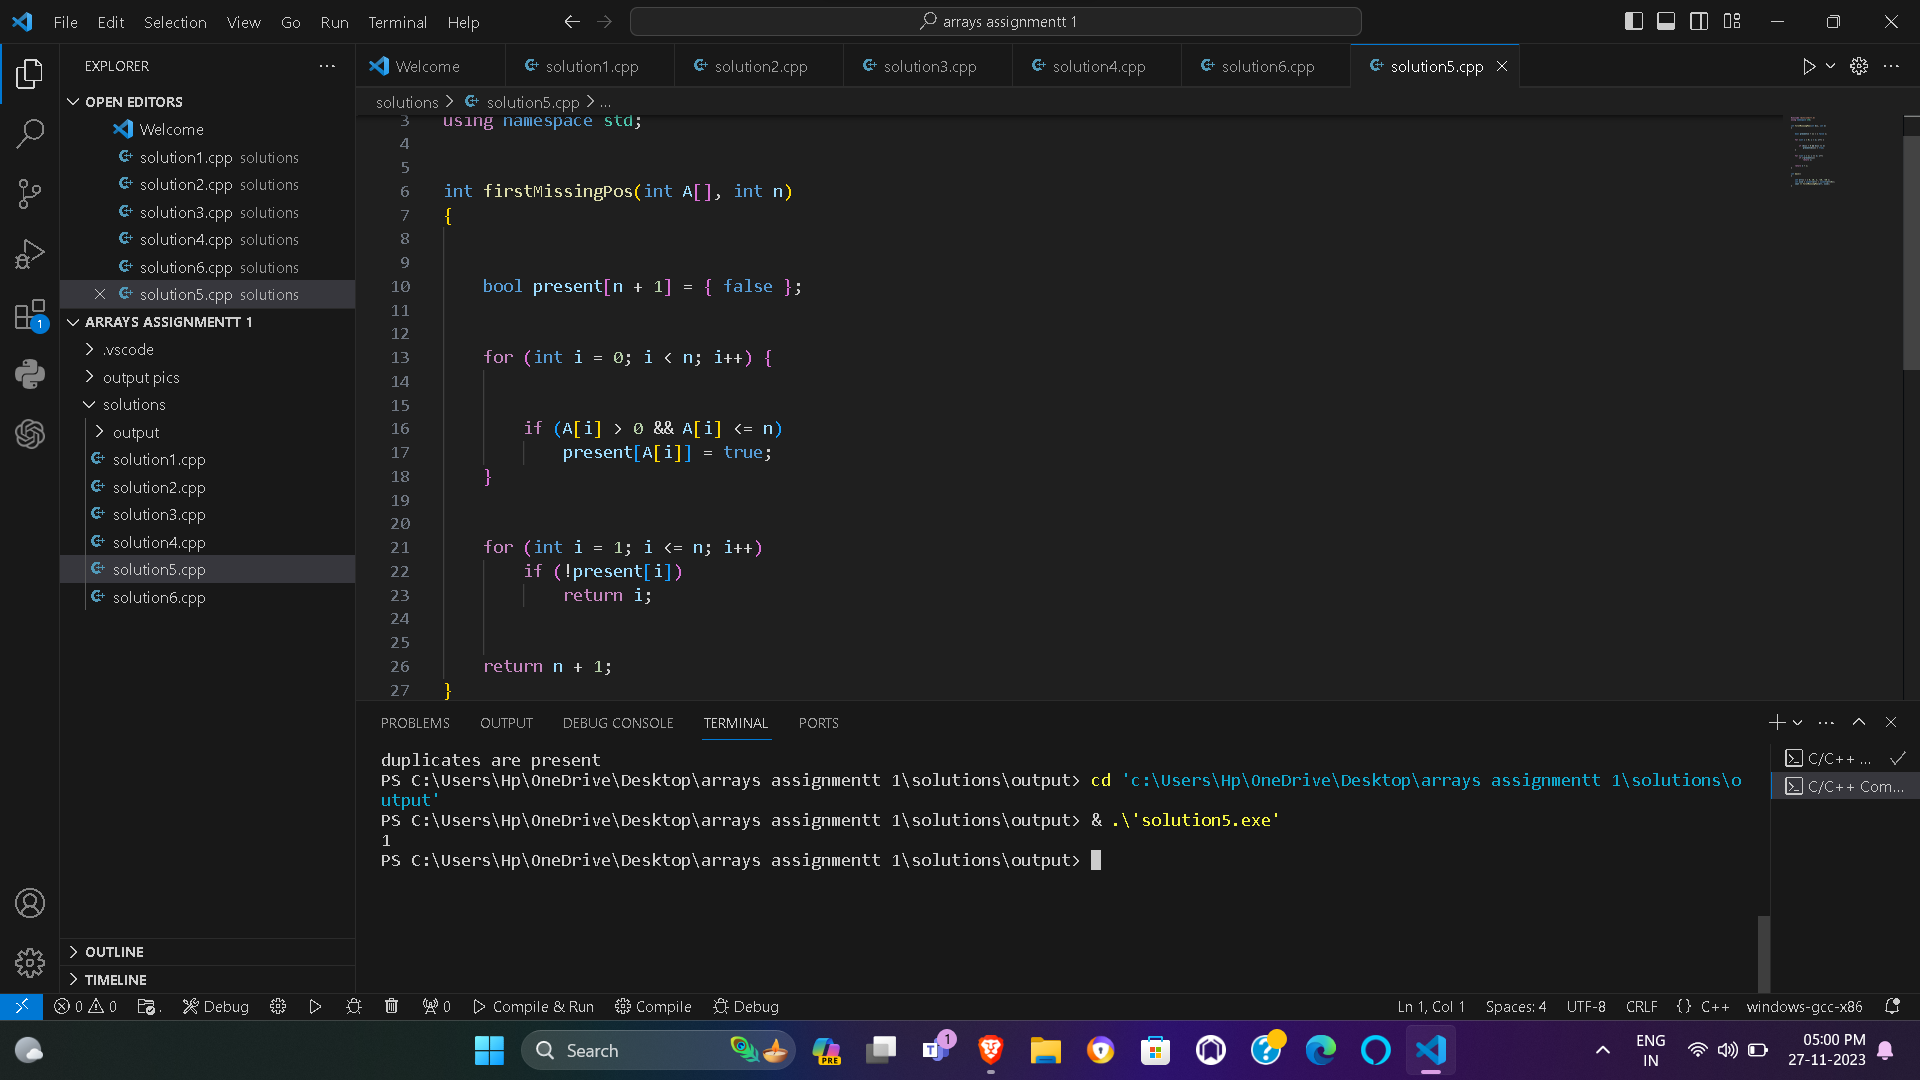 File Edit Selection View Go Run Terminal Help
arrays assignmentt 1
EXPLORER
OPEN EDITORS
Welcome
solution1.cpp solutions
solution2.cpp solutions
solution3.cpp solutions
solution4.cpp solutions
solution6.cpp solutions
solution5.cpp solutions
ARRAYS ASSIGNMENTT 1
.vscode
output pics
solutions
output
solution1.cpp
solution2.cpp
solution3.cpp
solution4.cpp
solution5.cpp
solution6.cpp
OUTLINE
TIMELINE
1
Welcome solution1.cpp solution2.cpp solution3.cpp solution4.cpp solution6.cpp solution5.cpp
solutions > solution5.cpp > ...
3 using namespace std;
4
5
6 int firstMissingPos(int A[], int n)
7 {
8
9
10 bool present[n + 1] = { false };
11
12
13 for (int i = 0; i < n; i++) {
14
15
16 if (A[i] > 0 && A[i] <= n)
17 present[A[i]] = true;
18 }
19
20
21 for (int i = 1; i <= n; i++)
22 if (!present[i])
23 return i;
24
25
26 return n + 1;
27 }
PROBLEMS OUTPUT DEBUG CONSOLE TERMINAL PORTS
duplicates are present
PS C:\Users\Hp\OneDrive\Desktop\arrays assignmentt 1\solutions\output> cd 'c:\Users\Hp\OneDrive\Desktop\arrays assignmentt 1\solutions\o
utput'
PS C:\Users\Hp\OneDrive\Desktop\arrays assignmentt 1\solutions\output> & .\'solution5.exe'
1
PS C:\Users\Hp\OneDrive\Desktop\arrays assignmentt 1\solutions\output>
C/C++ ...
C/C++ Com...
0 0 Debug 0 Compile & Run Compile Debug Ln 1, Col 1 Spaces: 4 UTF-8 CRLF {} C++ windows-gcc-x86
Search PRE 1 ENG IN 05:00 PM
27-11-2023